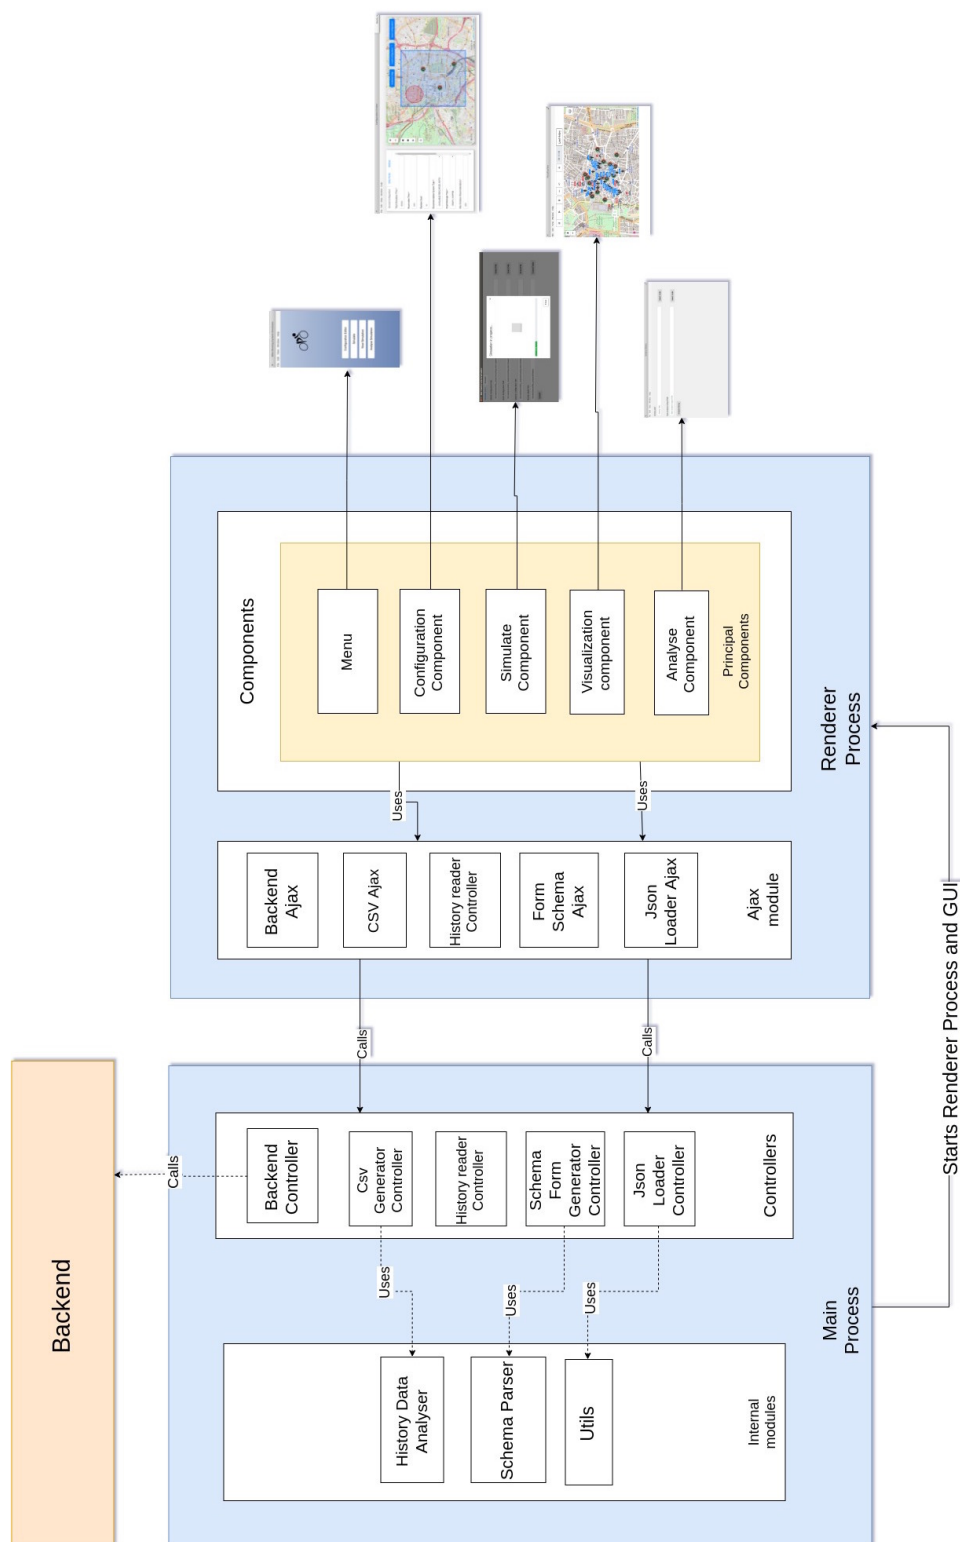 Backend
Calls
Main
Process
Internal
modules
History Data
Analyser
Schema Parser
Utils
Uses
Uses
Uses
Controllers
Backend
Controller
Csv
Generator
Controller
History reader
Controller
Schema
Form
Generator
Controller
Json
Loader
Controller
Calls
Calls
Renderer
Process
Ajax
module
Backend
Ajax
CSV Ajax
History reader
Controller
Form
Schema
Ajax
Json
Loader Ajax
Uses
Uses
Components
Menu
Configuration
Component
Simulate
Component
Visualization
component
Analyse
Component
Principal
Components
Starts Renderer Process and GUI